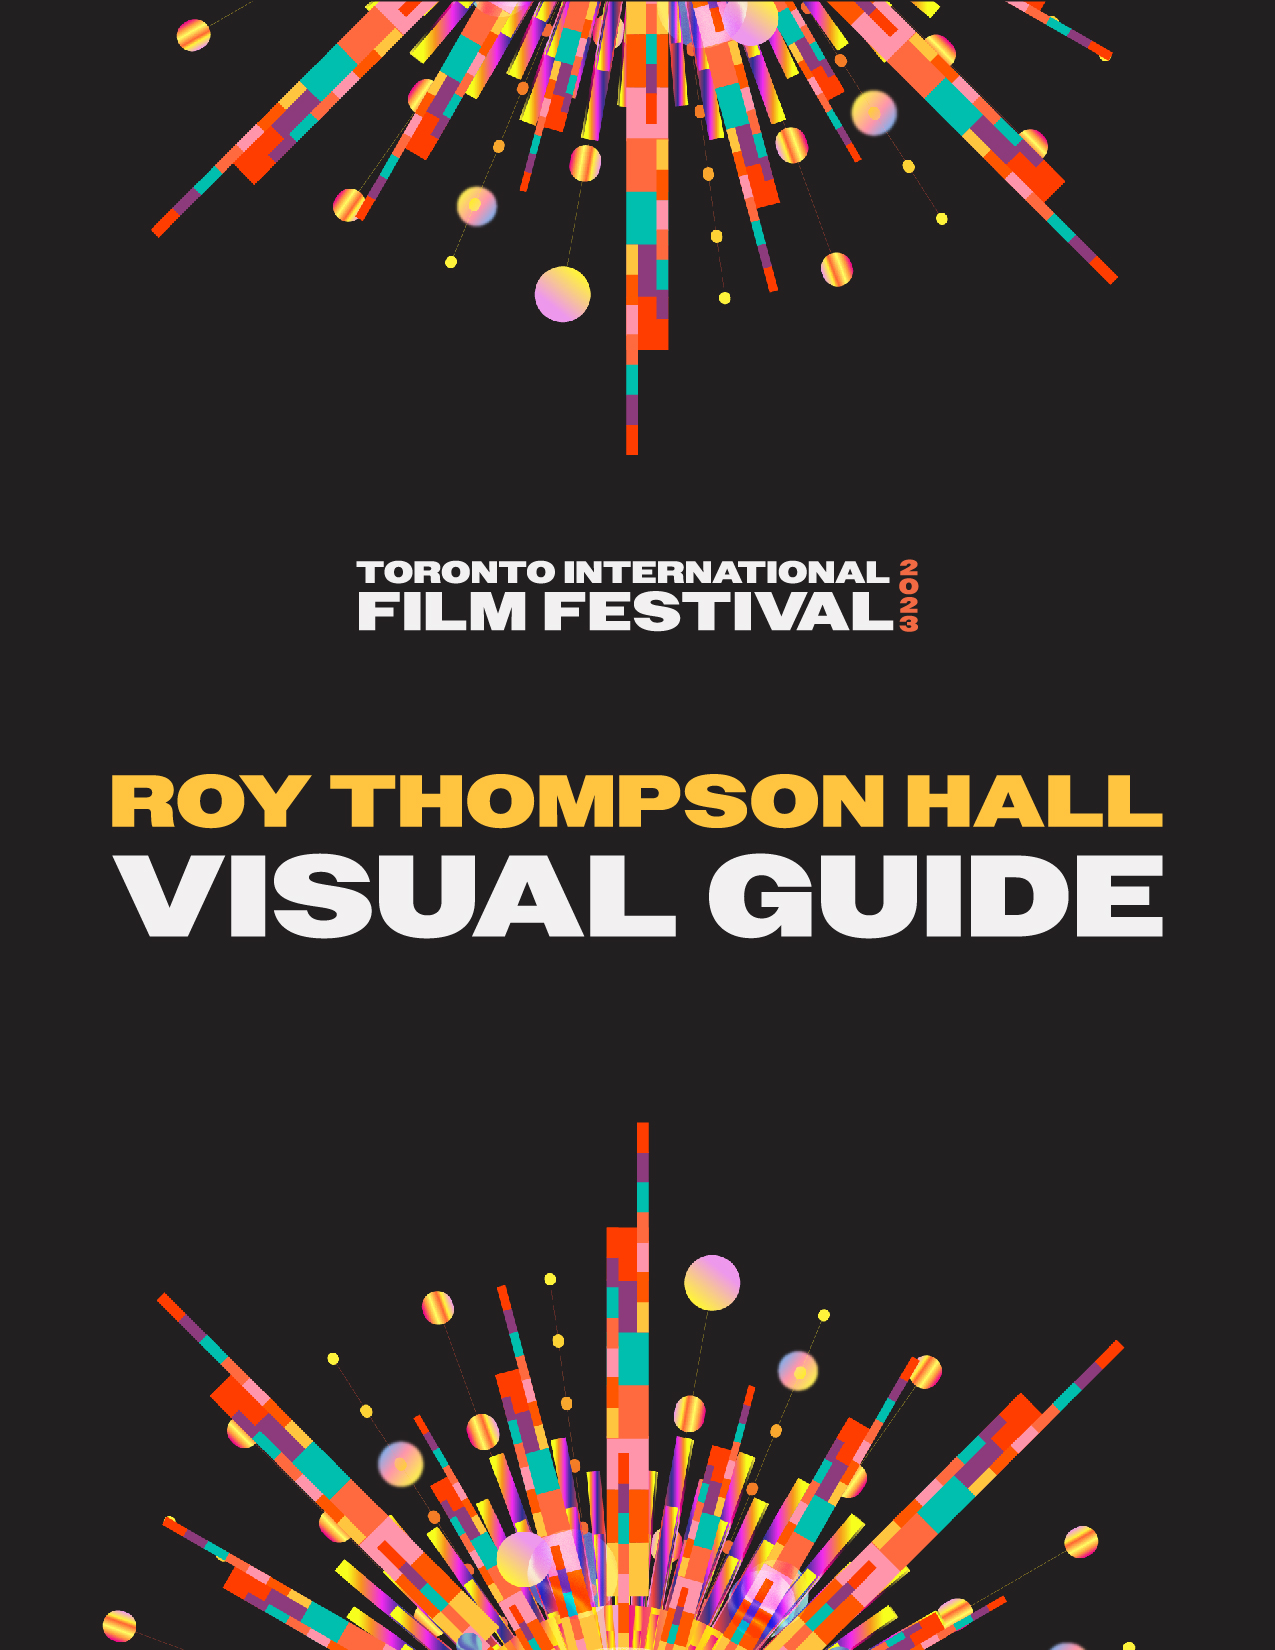 TORONTO INTERNATIONAL
FILM FESTIVAL
2023
ROY THOMPSON HALL
VISUAL GUIDE